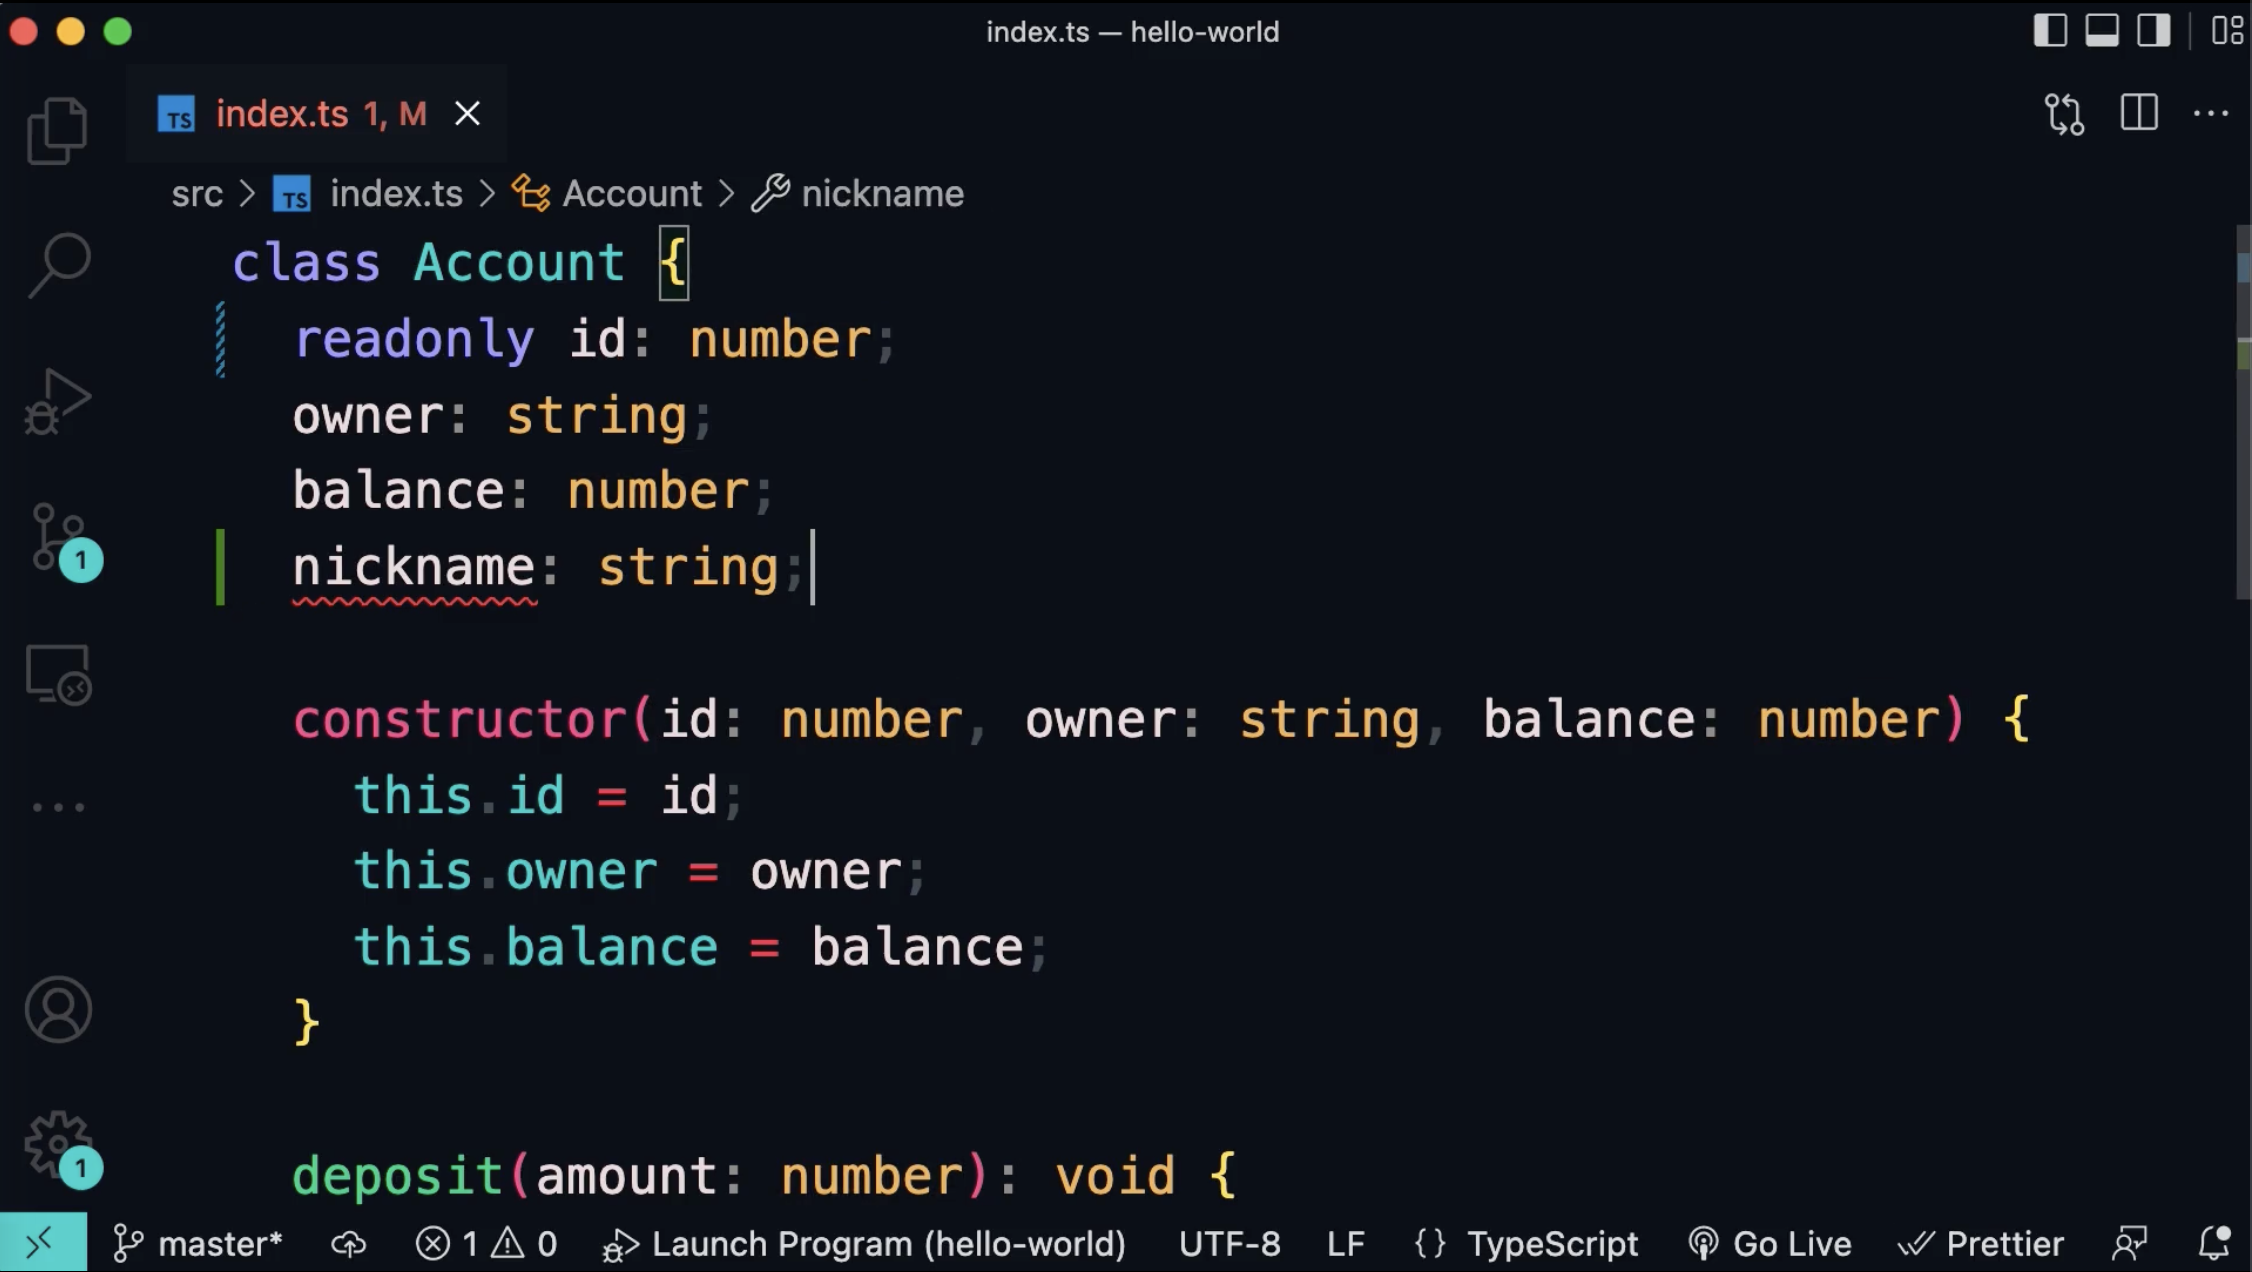 index.ts — hello-world
index.ts 1, M
src > index.ts > Account > nickname
class Account {
readonly id: number;
owner: string;
balance: number;
nickname: string;
constructor(id: number, owner: string, balance: number) {
this.id = id;
this.owner = owner;
this.balance = balance;
}
deposit(amount: number): void {
1
1
master* 1 0 Launch Program (hello-world) UTF-8 LF {} TypeScript Go Live Prettier